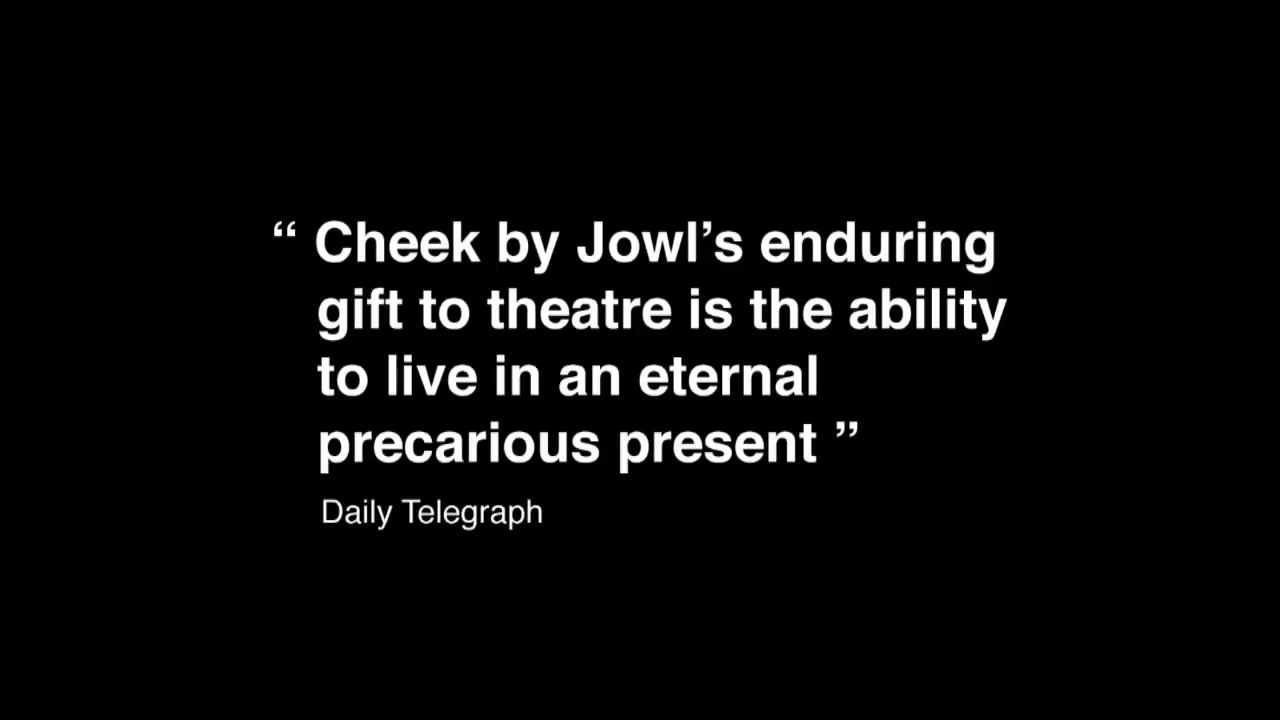 “ Cheek by Jowl’s enduring
gift to theatre is the ability
to live in an eternal
precarious present ”
Daily Telegraph